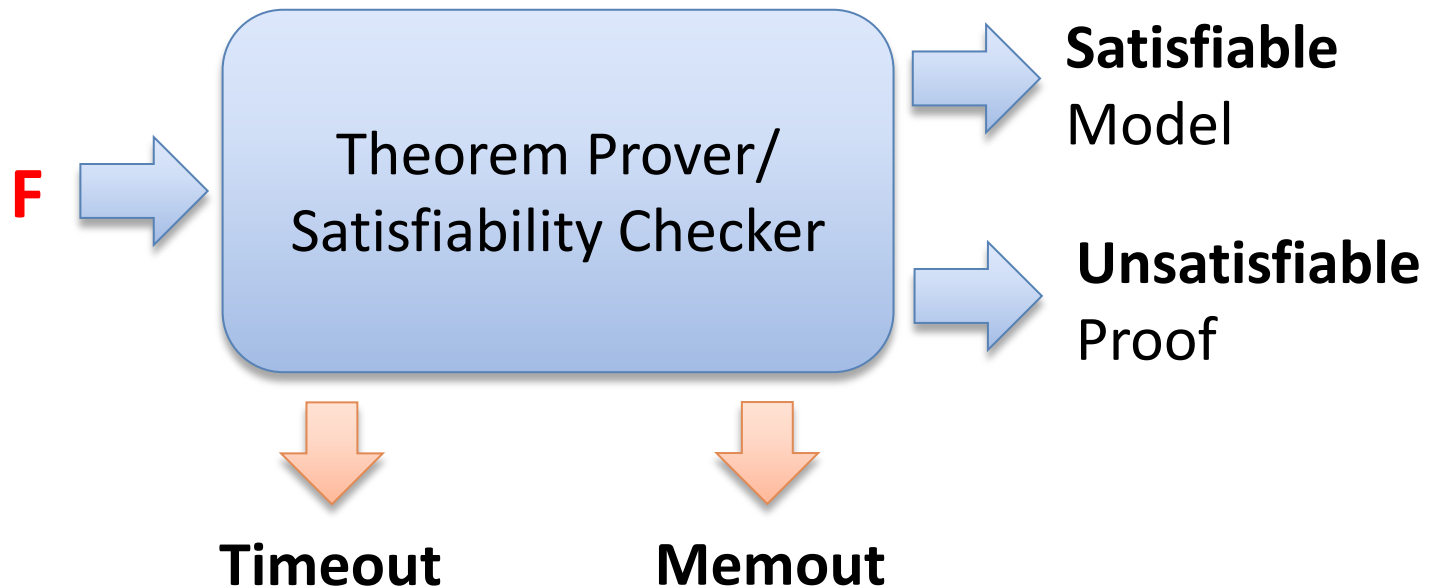 F
Theorem Prover/
Satisfiability Checker
Satisfiable
Model
Unsatisfiable
Proof
Timeout
Memout